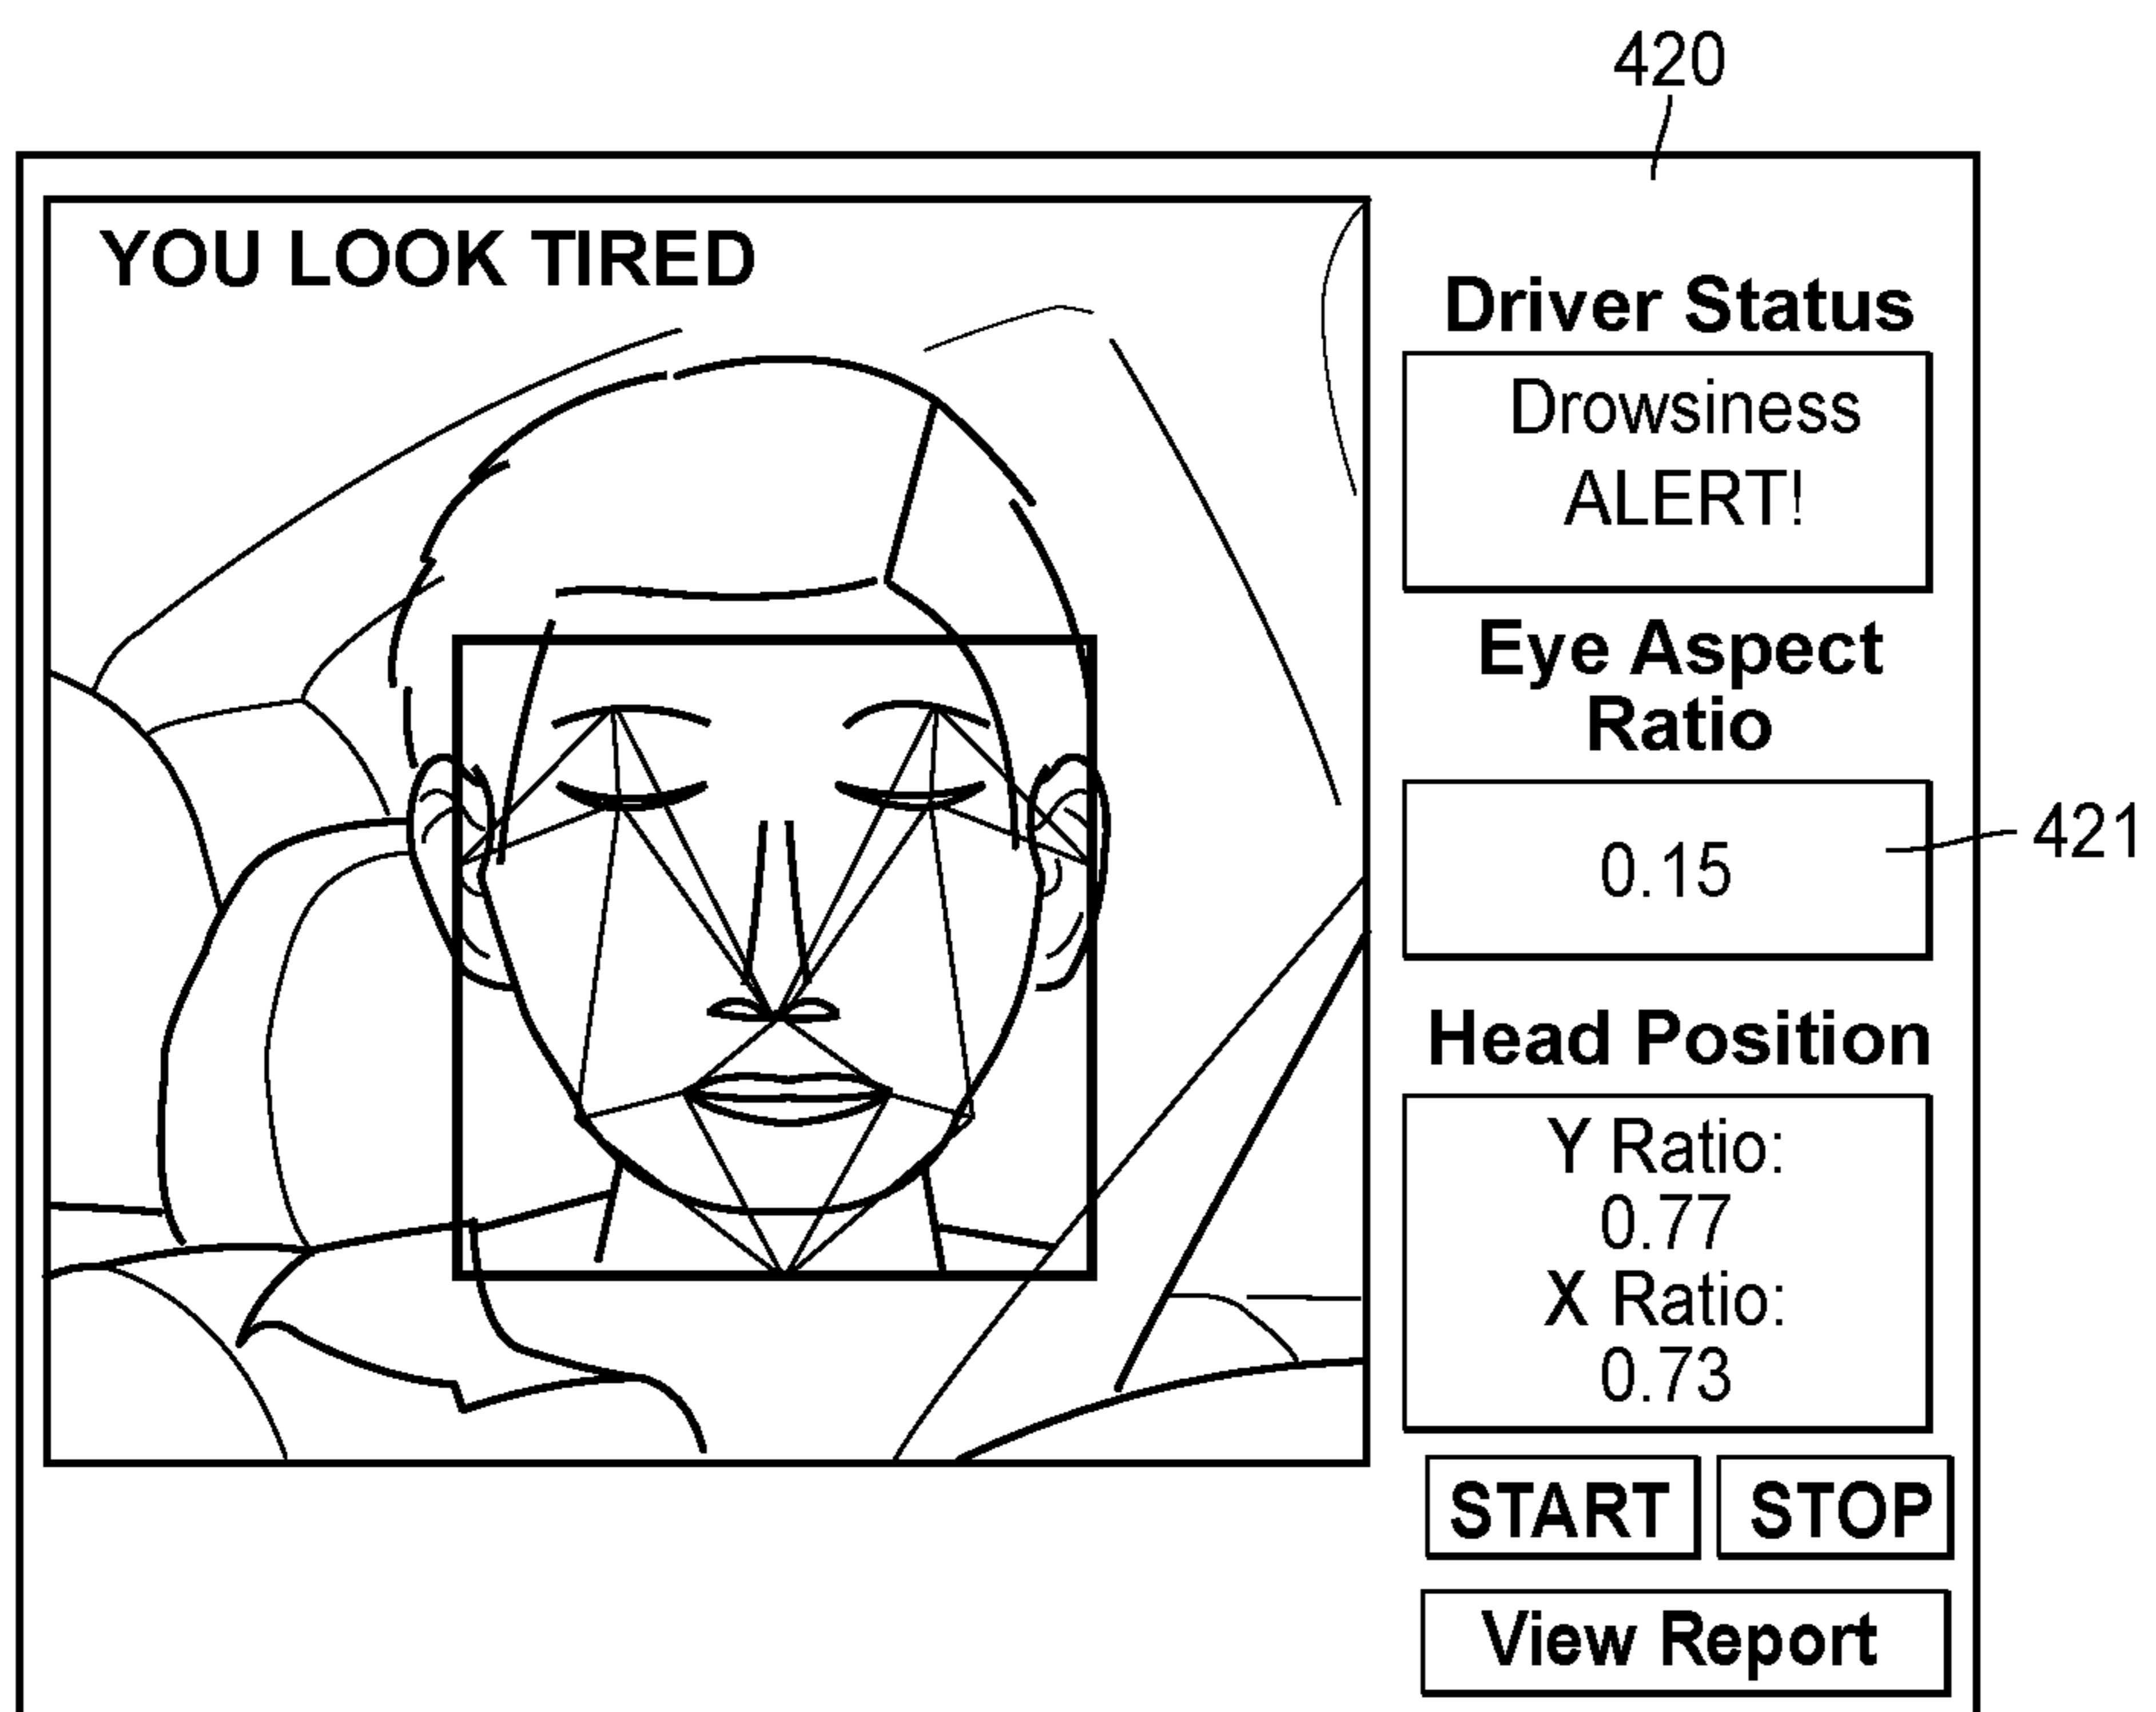 420
YOU LOOK TIRED
Driver Status
Drowsiness
ALERT!
Eye Aspect
Ratio
0.15
421
Head Position
Y Ratio:
0.77
X Ratio:
0.73
START STOP
View Report